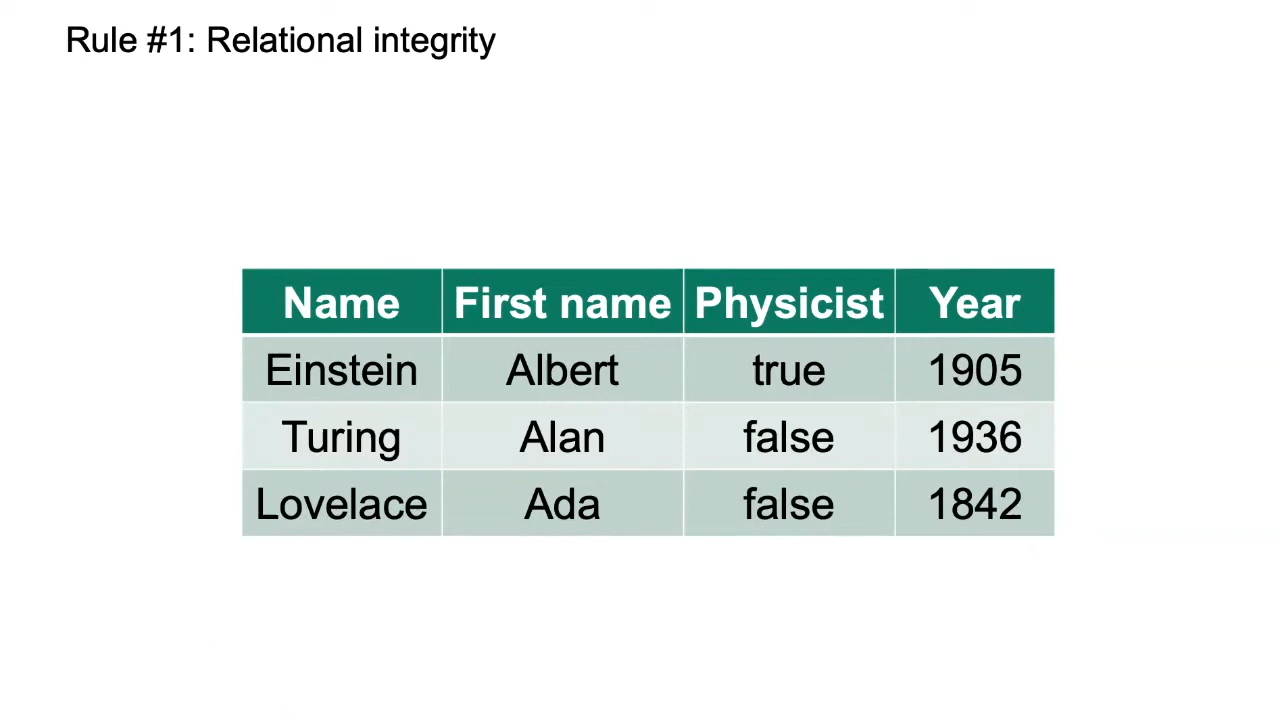 Rule #1: Relational integrity
Name First name Physicist Year
Einstein Albert true 1905
Turing Alan false 1936
Lovelace Ada false 1842